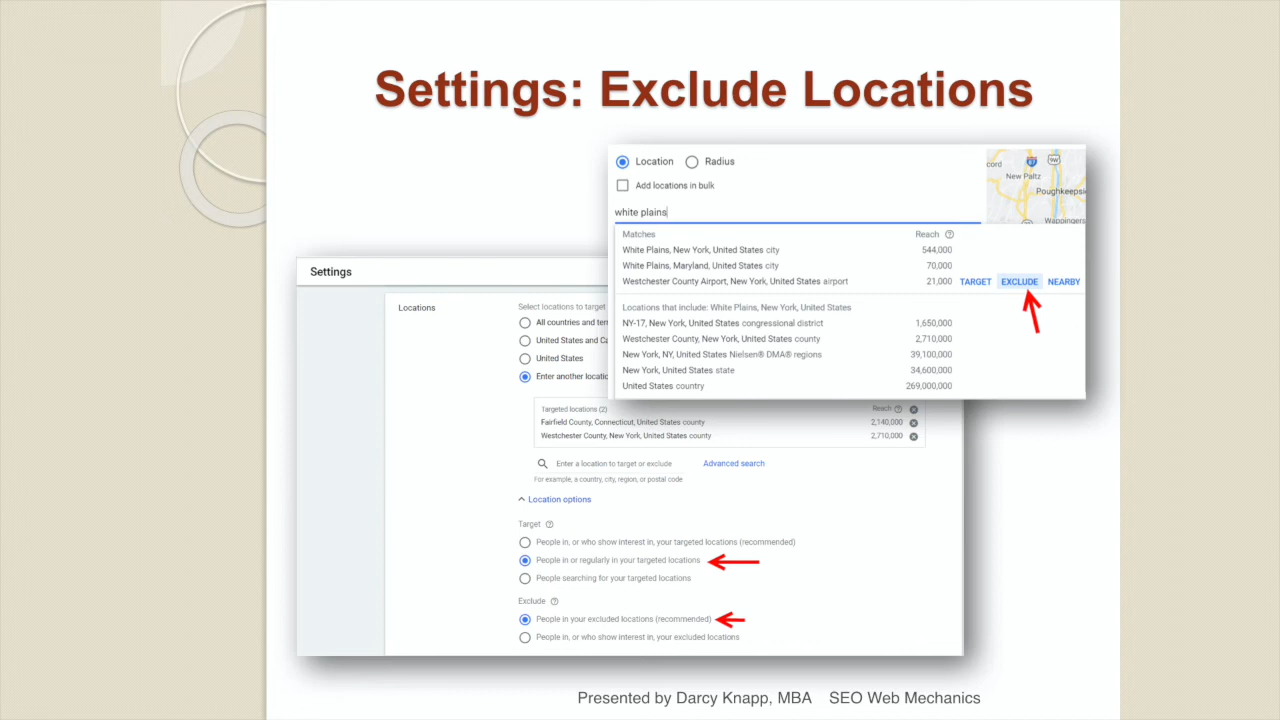 Settings: Exclude Locations
Location Radius
Add locations in bulk
white plains
Matches Reach
White Plains, New York, United States city 544,000
White Plains, Maryland, United States city 70,000
Westchester County Airport, New York, United States airport 21,000 TARGET EXCLUDE NEARBY
Locations that include: White Plains, New York, United States
NY-17, New York, United States congressional district 1,650,000
Westchester County, New York, United States county 2,710,000
New York, NY, United States Nielsen® DMA® regions 39,100,000
New York, United States state 34,600,000
United States country 269,000,000
cord
87
9W
New Paltz
Poughkeepsi
Wappingers
Settings
Locations
Select locations to target
All countries and terr
United States and Ca
United States
Enter another locatio
Targeted locations (2) Reach
Fairfield County, Connecticut, United States county 2,140,000
Westchester County, New York, United States county 2,710,000
Enter a location to target or exclude Advanced search
For example, a country, city, region, or postal code
Location options
Target
People in, or who show interest in, your targeted locations (recommended)
People in or regularly in your targeted locations
People searching for your targeted locations
Exclude
People in your excluded locations (recommended)
People in, or who show interest in, your excluded locations
Presented by Darcy Knapp, MBA SEO Web Mechanics